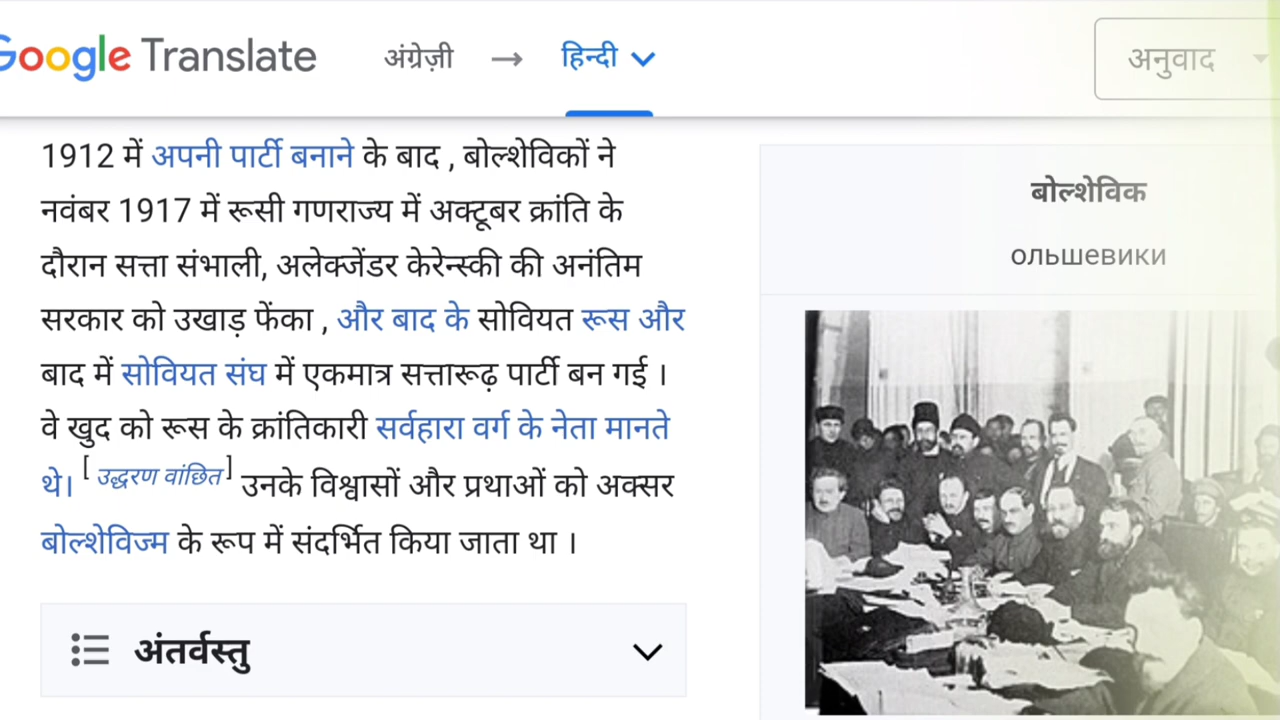 Google Translate
अंग्रेज़ी → हिन्दी
अनुवाद
1912 में अपनी पार्टी बनाने के बाद , बोल्शेविकों ने
नवंबर 1917 में रूसी गणराज्य में अक्टूबर क्रांति के
दौरान सत्ता संभाली, अलेक्जेंडर केरेन्स्की की अनंतिम
सरकार को उखाड़ फेंका , और बाद के सोवियत रूस और
बाद में सोवियत संघ में एकमात्र सत्तारूढ़ पार्टी बन गई ।
वे खुद को रूस के क्रांतिकारी सर्वहारा वर्ग के नेता मानते
थे। [ उद्धरण वांछित ] उनके विश्वासों और प्रथाओं को अक्सर
बोल्शेविज्म के रूप में संदर्भित किया जाता था ।
अंतर्वस्तु
बोल्शेविक
ольшевики